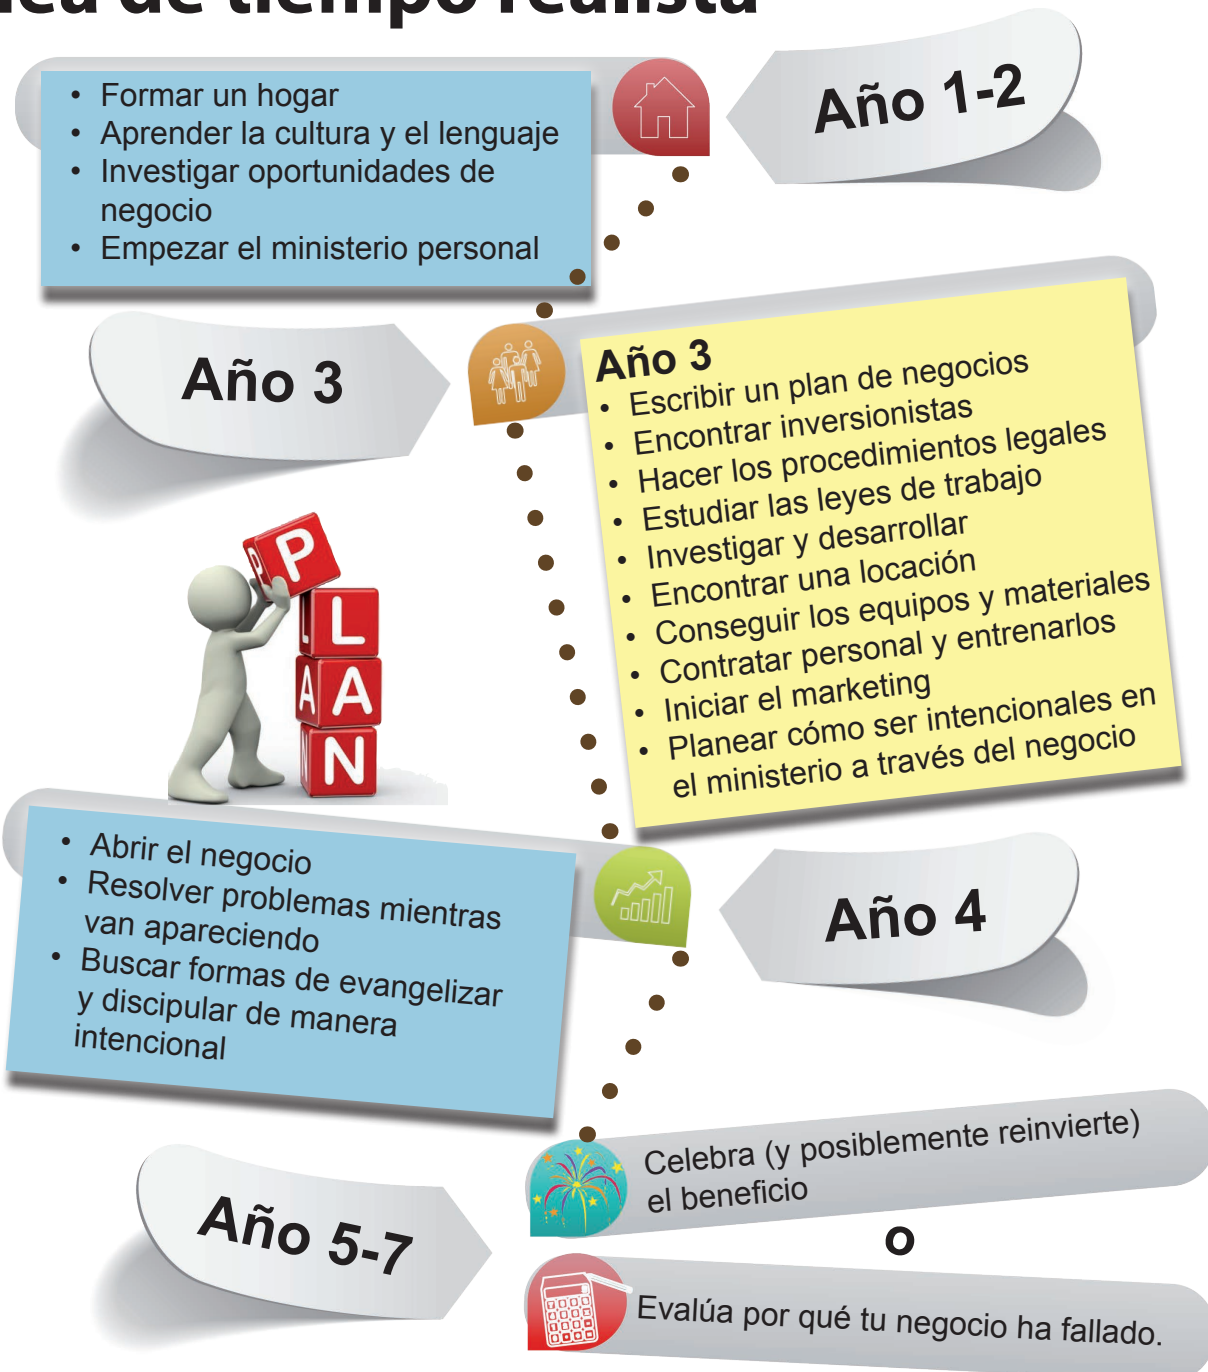 de tiempo realista
Año 1-2
• Formar un hogar
• Aprender la cultura y el lenguaje
• Investigar oportunidades de
negocio
• Empezar el ministerio personal
Año 3
Año 3
• Escribir un plan de negocios
• Encontrar inversionistas
• Hacer los procedimientos legales
• Estudiar las leyes de trabajo
• Investigar y desarrollar
• Encontrar una locación
• Conseguir los equipos y materiales
• Contratar personal y entrenarlos
• Iniciar el marketing
• Planear cómo ser intencionales en
el ministerio a través del negocio
P P
L L
A A
N N
Año 4
• Abrir el negocio
• Resolver problemas mientras
van apareciendo
• Buscar formas de evangelizar
y discipular de manera
intencional
Año 5-7
Celebra (y posiblemente reinvierte)
el beneficio
o
Evalúa por qué tu negocio ha fallado.